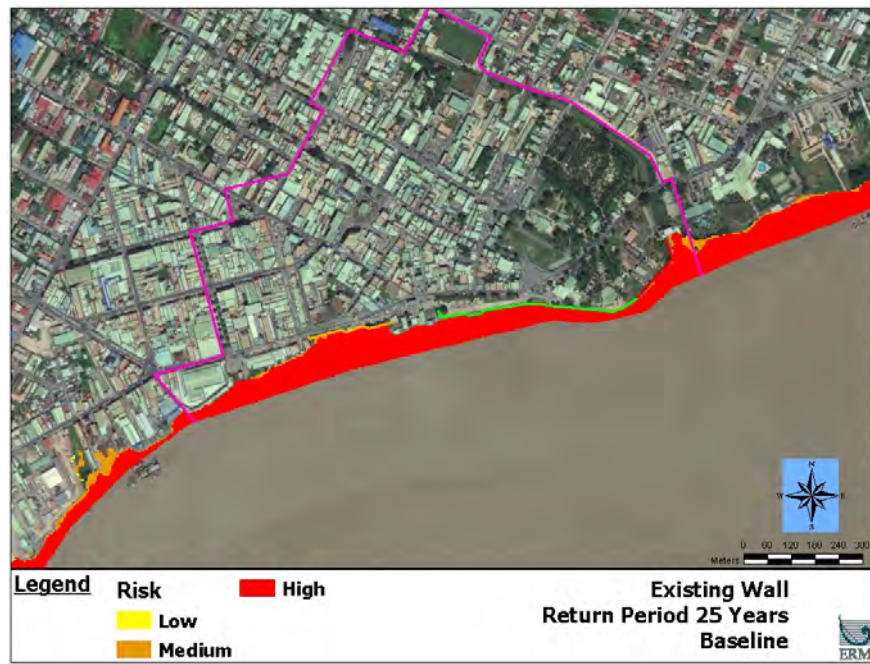 N
W E
S
0 60 120 180 240 300
Meters
Legend
Risk
High
Low
Medium
Existing Wall
Return Period 25 Years
Baseline
ERM